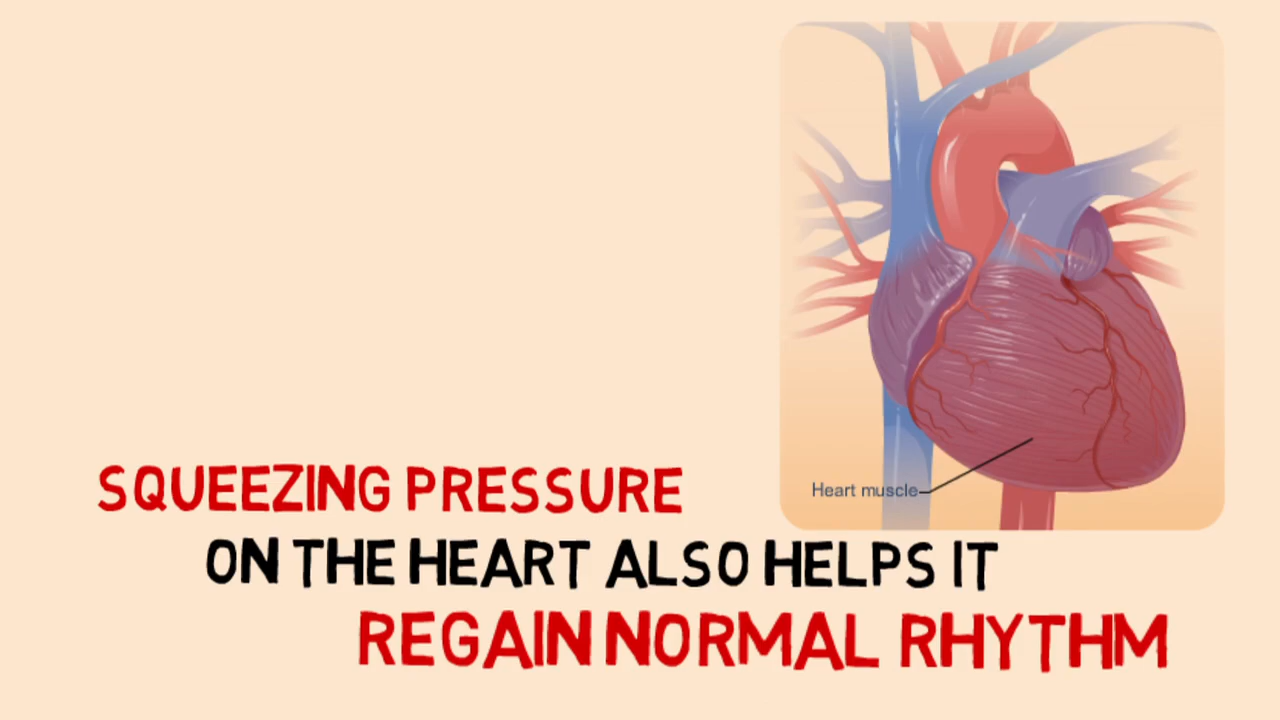 Heart muscle
SQUEEZING PRESSURE
ON THE HEART ALSO HELPS IT
REGAIN NORMAL RHYTHM